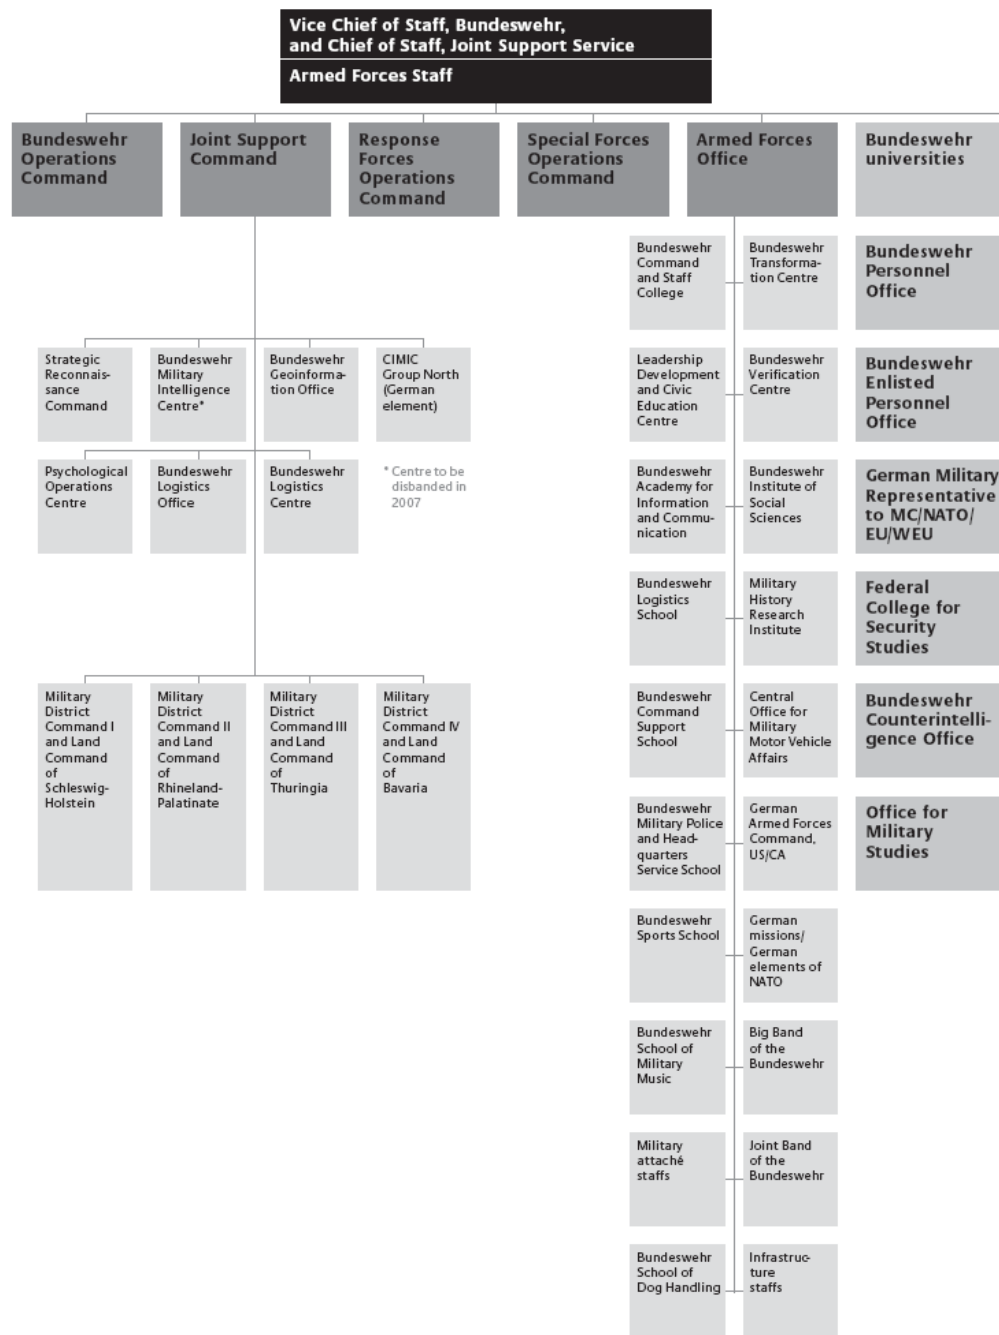 Vice Chief of Staff, Bundeswehr,
and Chief of Staff, Joint Support Service
Armed Forces Staff
Bundeswehr
Operations
Command
Joint Support
Command
Response
Forces
Operations
Command
Special Forces
Operations
Command
Armed Forces
Office
Bundeswehr
universities
Bundeswehr
Command
and Staff
College
Bundeswehr
Transforma-
tion Centre
Bundeswehr
Personnel
Office
Strategic
Reconnais-
sance
Command
Bundeswehr
Military
Intelligence
Centre*
Bundeswehr
Geoinforma-
tion Office
CIMIC
Group North
(German
element)
Leadership
Development
and Civic
Education
Centre
Bundeswehr
Verification
Centre
Bundeswehr
Enlisted
Personnel
Office
Psychological
Operations
Centre
Bundeswehr
Logistics
Office
Bundeswehr
Logistics
Centre
* Centre to be
disbanded in
2007
Bundeswehr
Academy for
Information
and Commu-
nication
Bundeswehr
Institute of
Social
Sciences
German Military
Representative
to MC/NATO/
EU/WEU
Bundeswehr
Logistics
School
Military
History
Research
Institute
Federal
College for
Security
Studies
Military
District
Command I
and Land
Command
of
Schleswig-
Holstein
Military
District
Command II
and Land
Command
of
Rhineland-
Palatinate
Military
District
Command III
and Land
Command
of
Thuringia
Military
District
Command IV
and Land
Command
of
Bavaria
Bundeswehr
Command
Support
School
Central
Office for
Military
Motor Vehicle
Affairs
Bundeswehr
Counterintelli-
gence Office
Bundeswehr
Military Police
and Head-
quarters
Service School
German
Armed Forces
Command,
US/CA
Office for
Military
Studies
Bundeswehr
Sports School
German
missions/
German
elements of
NATO
Bundeswehr
School of
Military
Music
Big Band
of the
Bundeswehr
Military
attaché
staffs
Joint Band
of the
Bundeswehr
Bundeswehr
School of
Dog Handling
Infrastruc-
ture
staffs